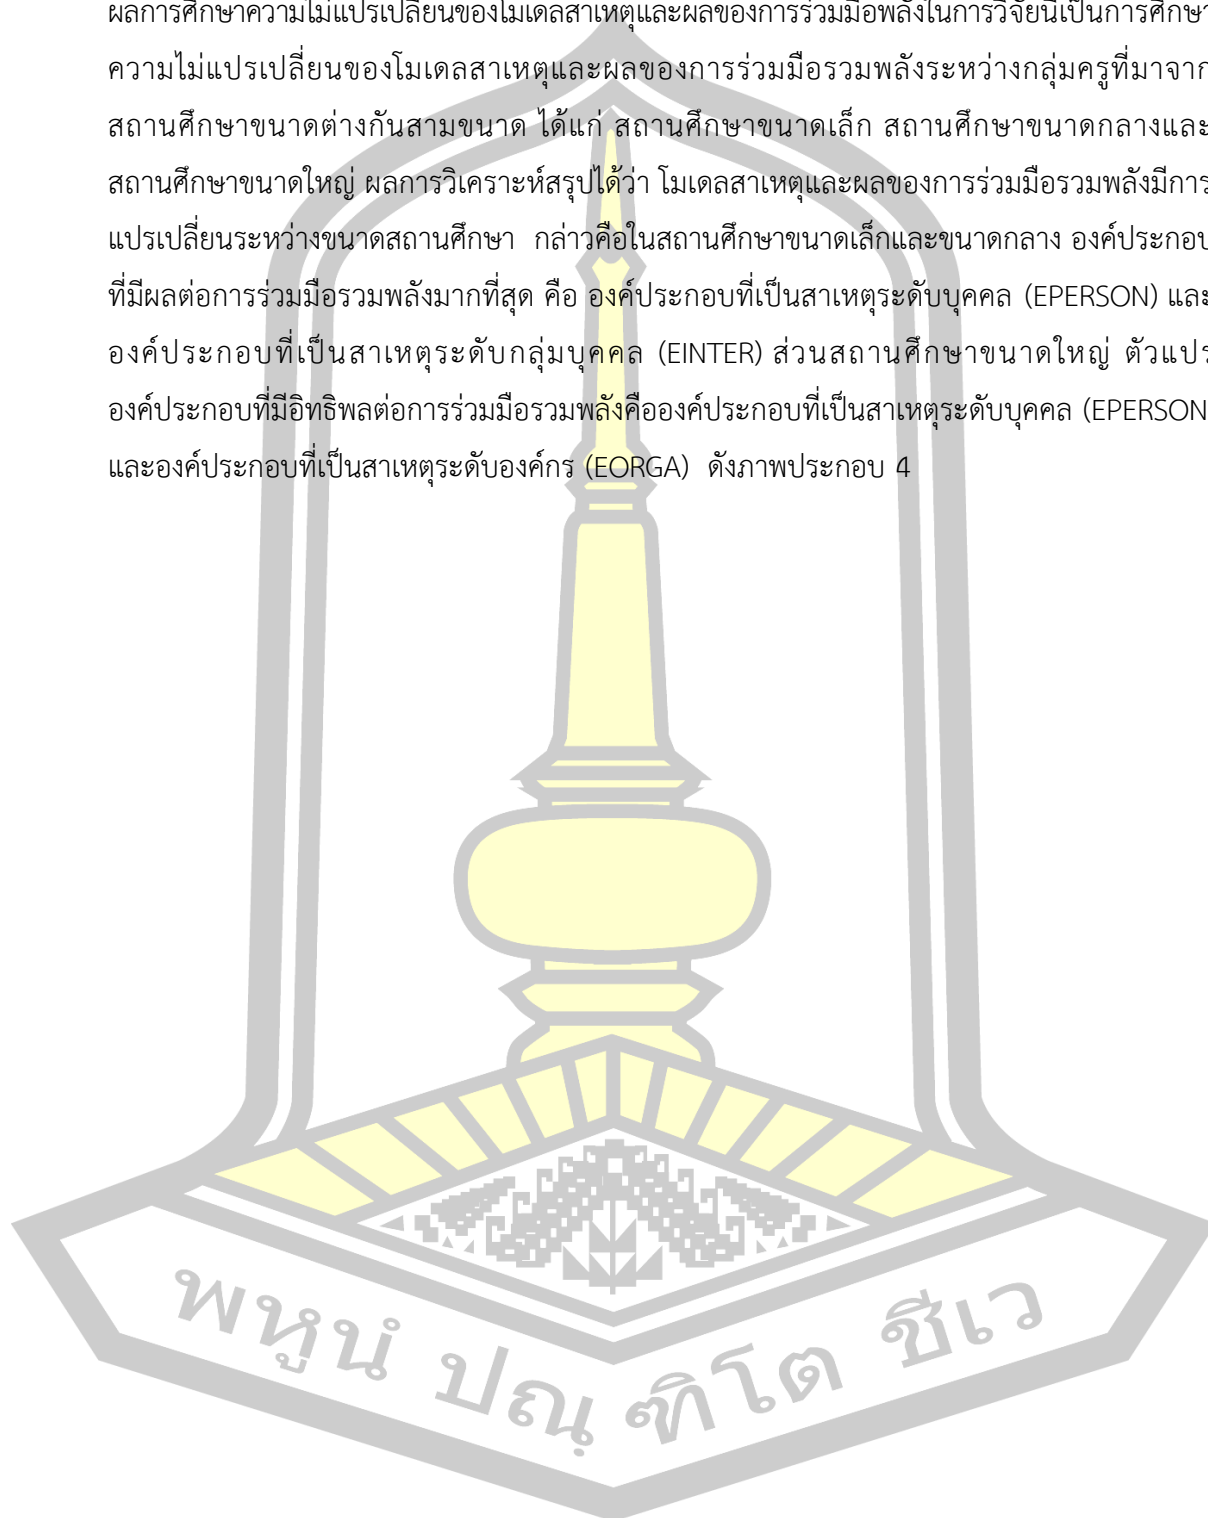 ผลการศึกษาความไม่แปรเปลี่ยนของโมเดลสาเหตุและผลของการร่วมมือพลังในการวิจัยนี้เป็นการศึกษา
ความไม่แปรเปลี่ยนของโมเดลสาเหตุและผลของการร่วมมือรวมพลังระหว่างกลุ่มครูที่มาจาก
สถานศึกษาขนาดต่างกันสามขนาด ได้แก่ สถานศึกษาขนาดเล็ก สถานศึกษาขนาดกลางและ
สถานศึกษาขนาดใหญ่ ผลการวิเคราะห์สรุปได้ว่า โมเดลสาเหตุและผลของการร่วมมือรวมพลังมีการ
แปรเปลี่ยนระหว่างขนาดสถานศึกษา กล่าวคือในสถานศึกษาขนาดเล็กและขนาดกลาง องค์ประกอบ
ที่มีผลต่อการร่วมมือรวมพลังมากที่สุด คือ องค์ประกอบที่เป็นสาเหตุระดับบุคคล (EPERSON) และ
องค์ประกอบที่เป็นสาเหตุระดับกลุ่มบุคคล (EINTER) ส่วนสถานศึกษาขนาดใหญ่ ตัวแปร
องค์ประกอบที่มีอิทธิพลต่อการร่วมมือรวมพลังคือองค์ประกอบที่เป็นสาเหตุระดับบุคคล (EPERSON
และองค์ประกอบที่เป็นสาเหตุระดับองค์กร (EORGA) ดังภาพประกอบ 4
พหูนํ ปณฺ ฑิโต ชีเว